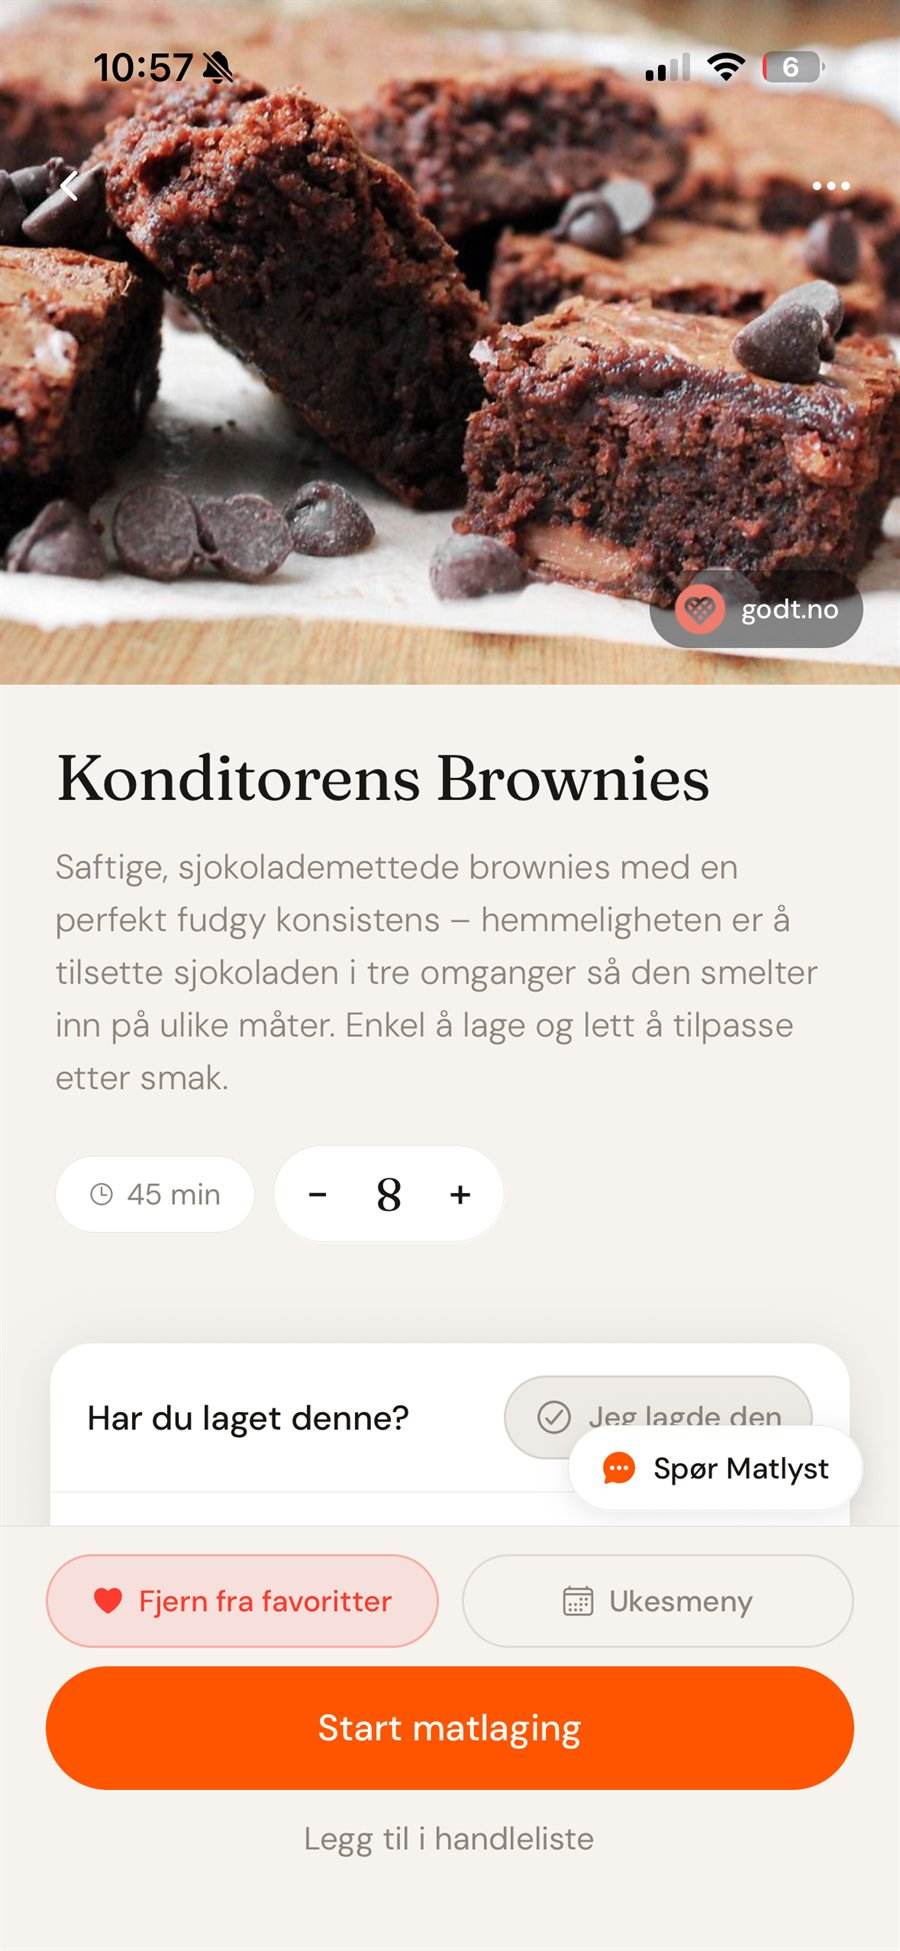 10:57
6
godt.no
Konditorens Brownies
Saftige, sjokolademettede brownies med en
perfekt fudgy konsistens – hemmeligheten er å
tilsette sjokoladen i tre omganger så den smelter
inn på ulike måter. Enkel å lage og lett å tilpasse
etter smak.
45 min
- 8 +
Har du laget denne?
Jeg lagde den
Spør Matlyst
Fjern fra favoritter
Ukesmeny
Start matlaging
Legg til i handleliste